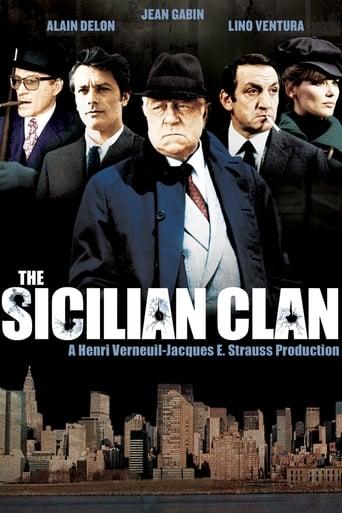 JEAN GABIN
ALAIN DELON
LINO VENTURA
THE
SICILIAN CLAN
A Henri Verneuil-Jacques E. Strauss Production